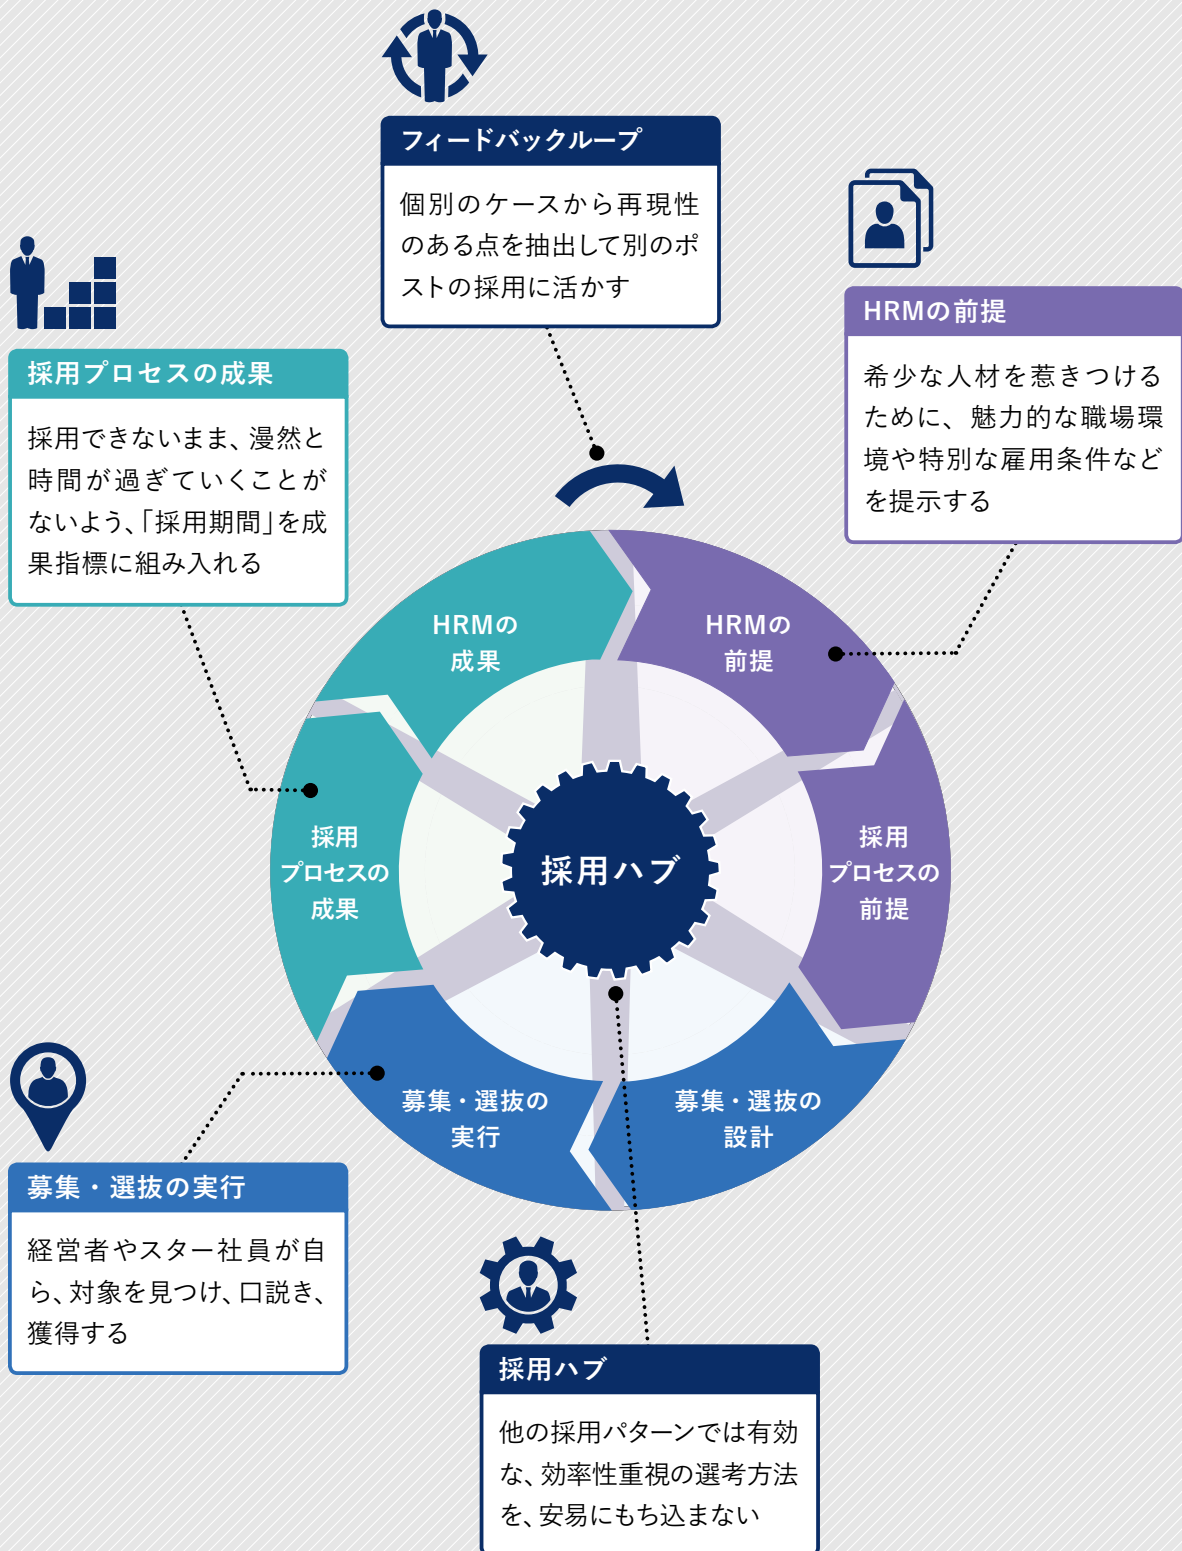 フィードバックループ
個別のケースから再現性
のある点を抽出して別のポ
ストの採用に活かす
HRMの前提
希少な人材を惹きつける
ために、魅力的な職場環
境や特別な雇用条件など
を提示する
採用プロセスの成果
採用できないまま、漫然と
時間が過ぎていくことが
ないよう、「採用期間」を成
果指標に組み入れる
HRMの
成果
HRMの
前提
採用
プロセスの
成果
採用ハブ
採用
プロセスの
前提
募集・選抜の
実行
募集・選抜の
設計
募集・選抜の実行
経営者やスター社員が自
ら、対象を見つけ、口説き、
獲得する
採用ハブ
他の採用パターンでは有効
な、効率性重視の選考方法
を、安易にもち込まない